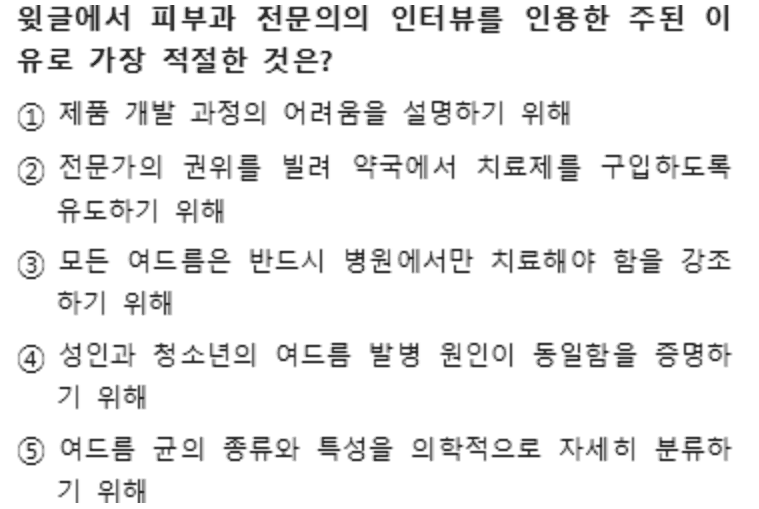 윗글에서 피부과 전문의의 인터뷰를 인용한 주된 이
유로 가장 적절한 것은?
① 제품 개발 과정의 어려움을 설명하기 위해
② 전문가의 권위를 빌려 약국에서 치료제를 구입하도록
유도하기 위해
③ 모든 여드름은 반드시 병원에서만 치료해야 함을 강조
하기 위해
④ 성인과 청소년의 여드름 발병 원인이 동일함을 증명하
기 위해
⑤ 여드름 균의 종류와 특성을 의학적으로 자세히 분류하
기 위해